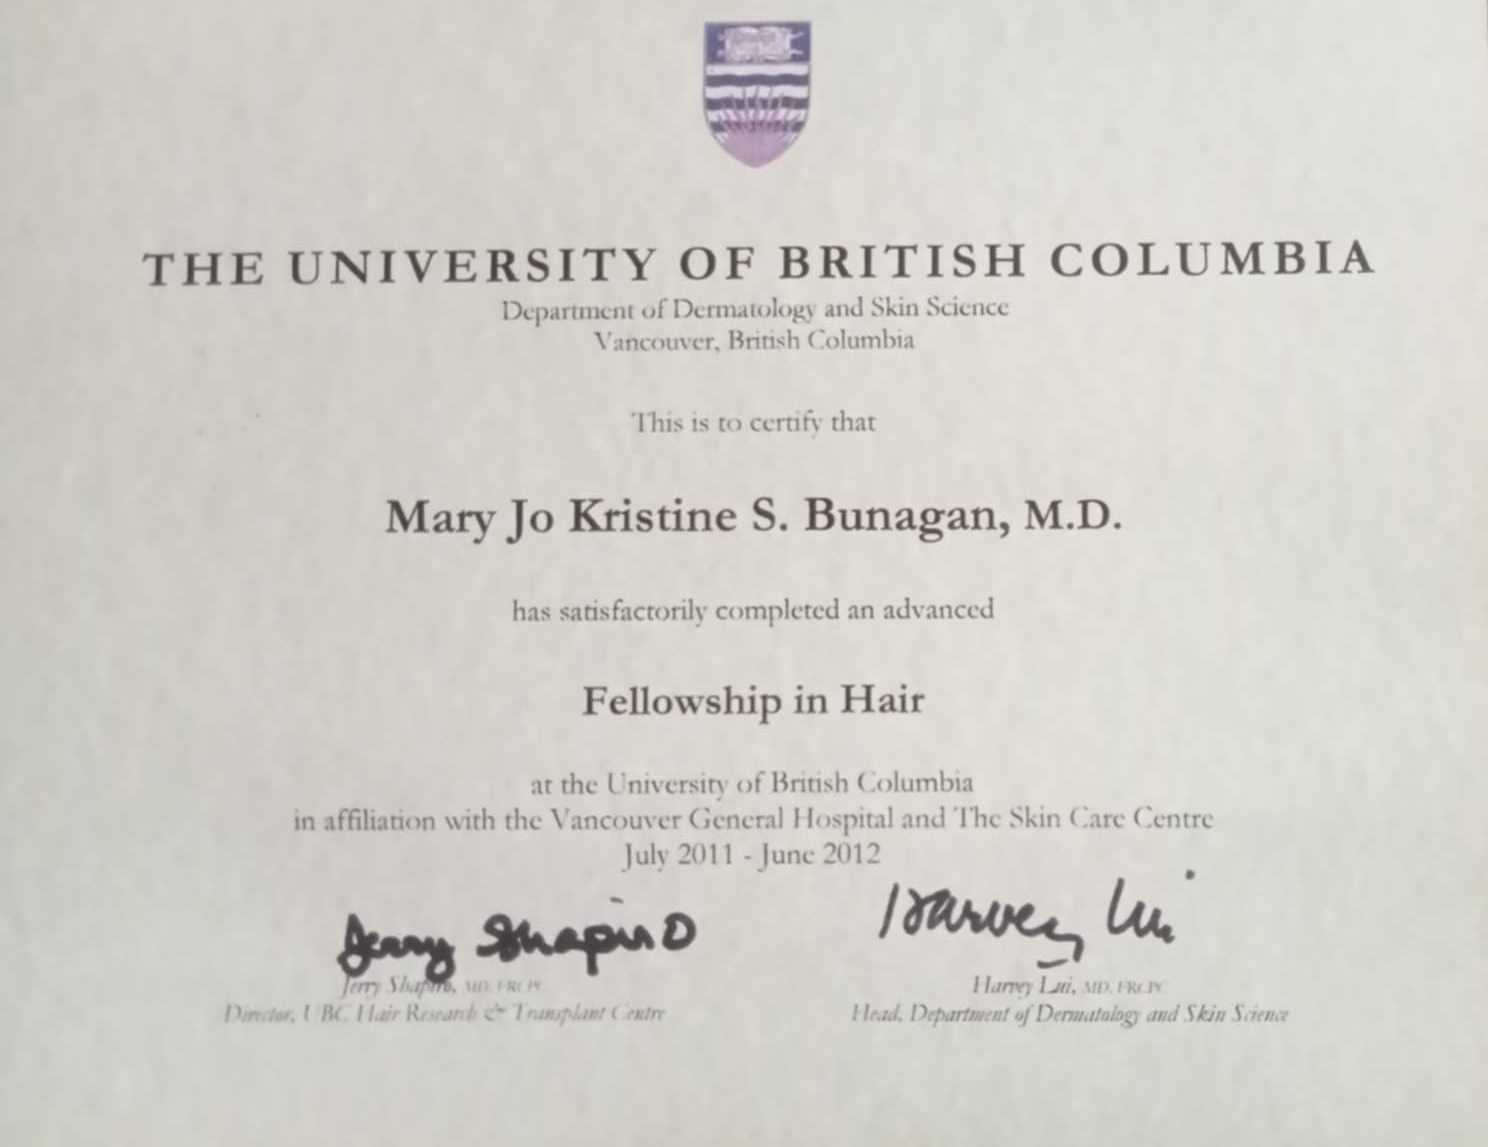 THE UNIVERSITY OF BRITISH COLUMBIA
Department of Dermatology and Skin Science
Vancouver, British Columbia
This is to certify that
Mary Jo Kristine S. Bunagan, M.D.
has satisfactorily completed an advanced
Fellowship in Hair
at the University of British Columbia
in affiliation with the Vancouver General Hospital and The Skin Care Centre
July 2011 - June 2012
Jerry Shapiro
Harvey Lui
Jerry Shapiro, MD, FRCPC
Harvey Lui, MD, FRCPC
Director, UBC Hair Research & Transplant Centre
Head, Department of Dermatology and Skin Science